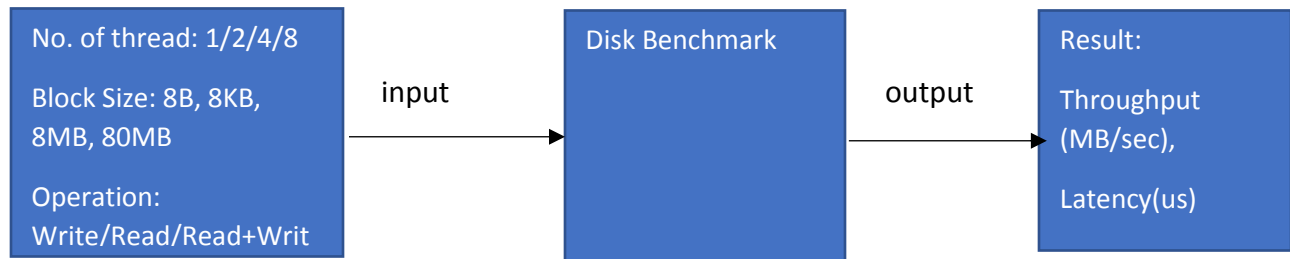 No. of thread: 1/2/4/8
Block Size: 8B, 8KB,
8MB, 80MB
Operation:
Write/Read/Read+Writ
input
Disk Benchmark
output
Result:
Throughput
(MB/sec),
Latency(us)